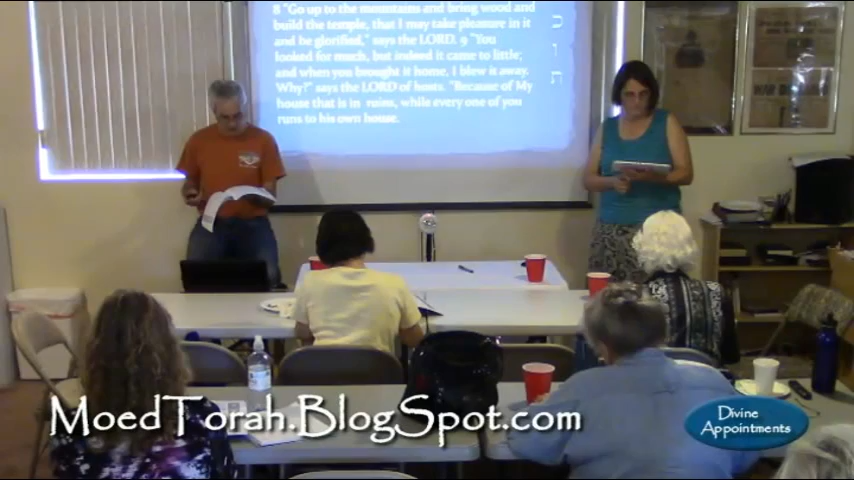 8 "Go up to the mountains and bring wood and
build the temple, that I may take pleasure in it
and be glorified," says the LORD. 9 "You
looked for much, but indeed it came to little;
and when you brought it home, I blew it away.
Why?" says the LORD of hosts. "Because of My
house that is in ruins, while every one of you
runs to his own house.
MoedTorah.BlogSpot.com
Divine
Appointments